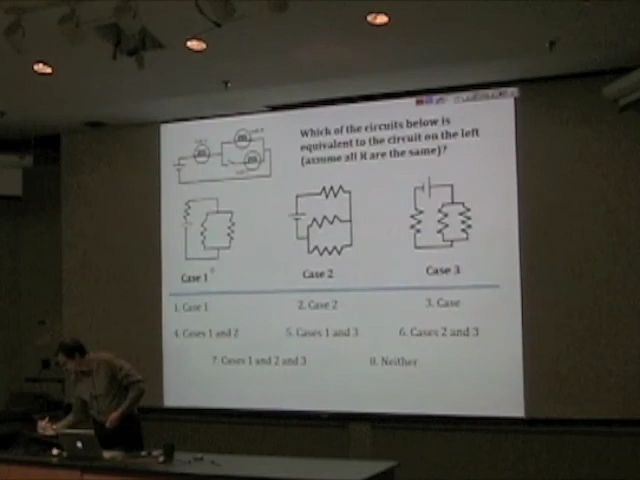 Which of the circuits below is
equivalent to the circuit on the left
(assume all R are the same)?
Case 1
Case 2
Case 3
1. Case 1
2. Case 2
3. Case
4. Cases 1 and 2
5. Cases 1 and 3
6. Cases 2 and 3
7. Cases 1 and 2 and 3
8. Neither